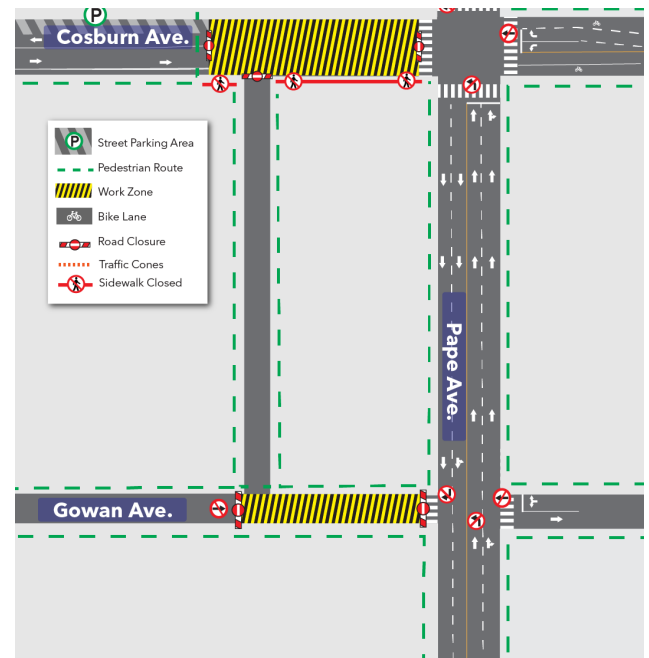 P
Cosburn Ave.
P Street Parking Area
Pedestrian Route
Work Zone
Bike Lane
Road Closure
Traffic Cones
Sidewalk Closed
Pape Ave.
Gowan Ave.